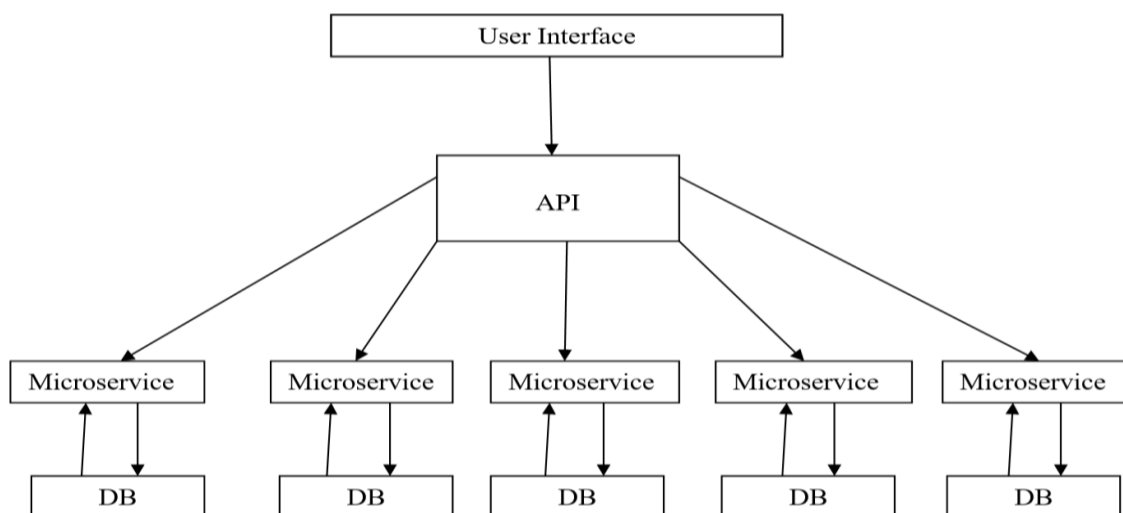 User Interface
API
Microservice
Microservice
Microservice
Microservice
Microservice
DB
DB
DB
DB
DB